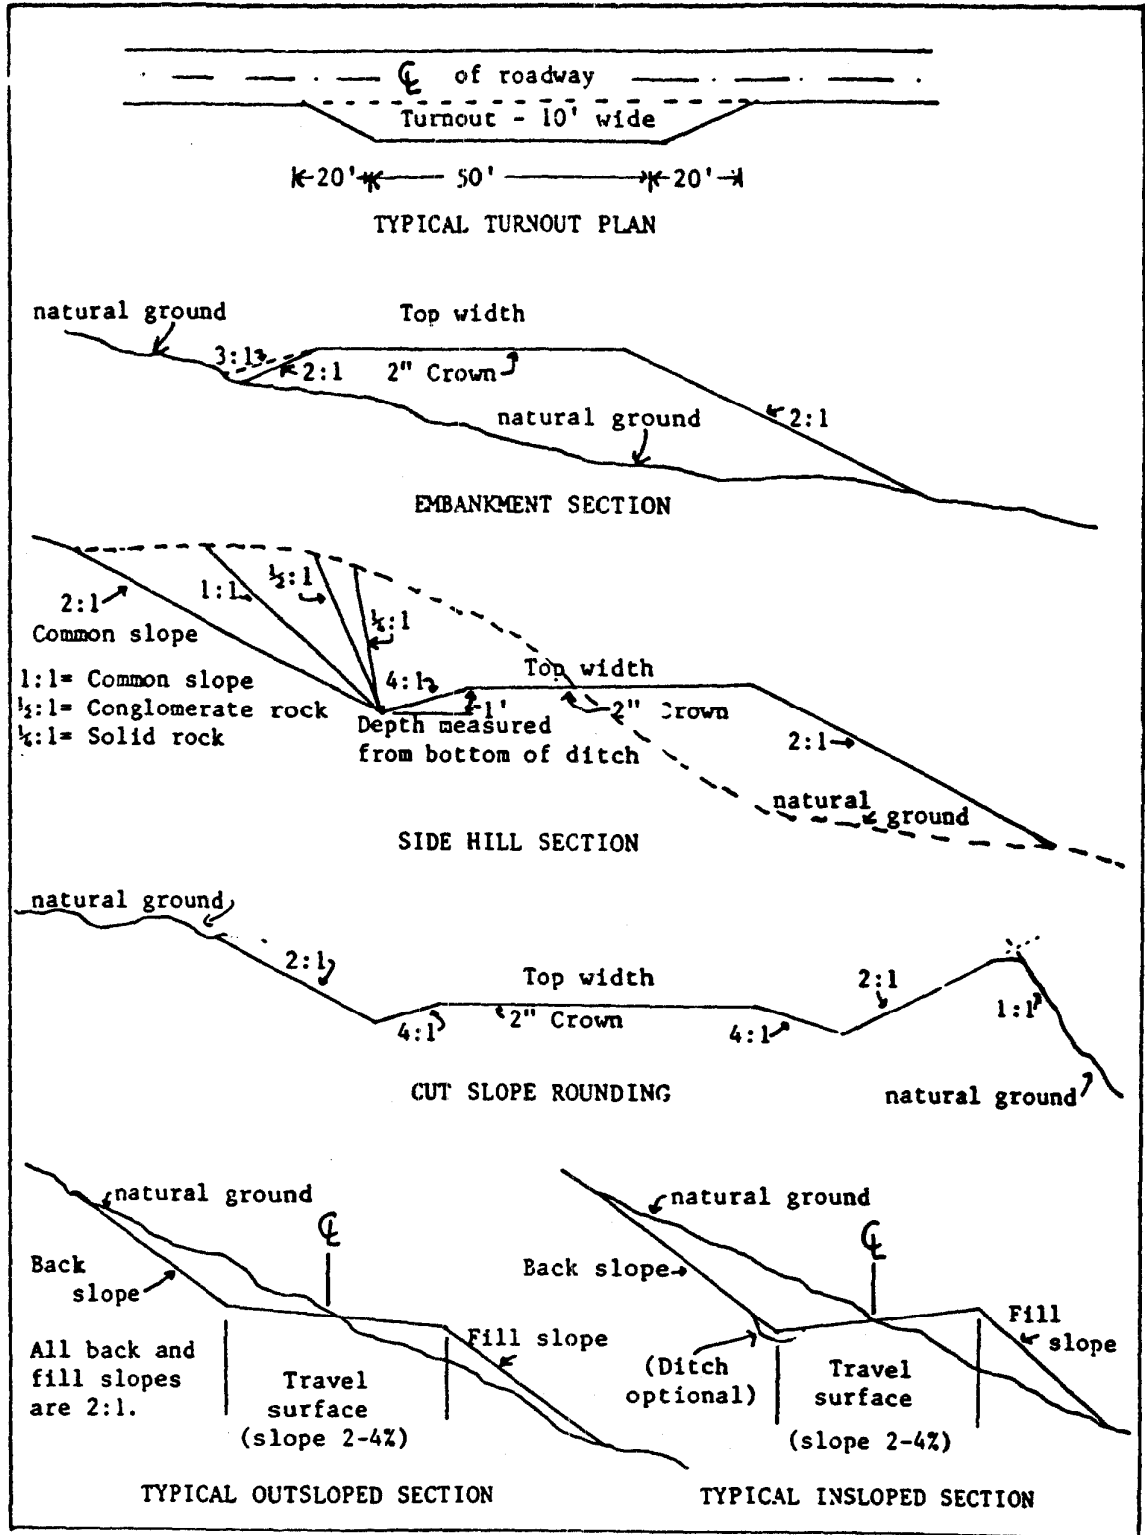 ℄ of roadway
Turnout - 10' wide
20' 50' 20'
TYPICAL TURNOUT PLAN
natural ground
Top width
3:1
2:1
2" Crown
natural ground
2:1
EMBANKMENT SECTION
2:1
Common slope
1:1
½:1
¼:1
1:1= Common slope
½:1= Conglomerate rock
¼:1= Solid rock
4:1
Top width
1'
2" Crown
Depth measured
from bottom of ditch
2:1
natural
ground
SIDE HILL SECTION
natural ground
2:1
Top width
2:1
4:1
2" Crown
4:1
1:1
CUT SLOPE ROUNDING
natural ground
natural ground
℄
Back
slope
Fill slope
All back and
fill slopes
are 2:1.
Travel
surface
(slope 2-4%)
TYPICAL OUTSLOPED SECTION
natural ground
℄
Back slope
Fill
slope
(Ditch
optional)
Travel
surface
(slope 2-4%)
TYPICAL INSLOPED SECTION